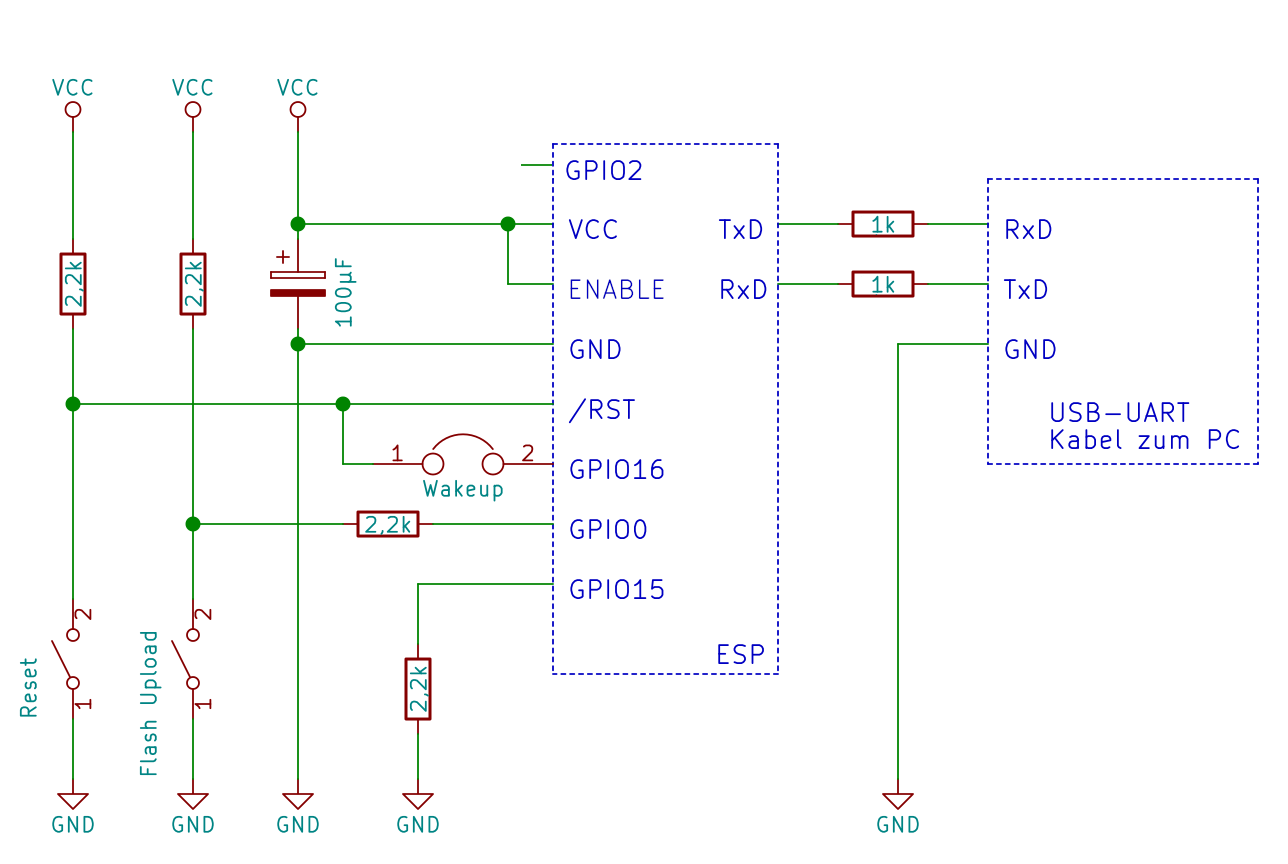 VCC
VCC
VCC
GPIO2
VCC
TxD
1k
RxD
+
100µF
2,2k
2,2k
ENABLE
RxD
1k
TxD
GND
GND
/RST
USB-UART
Kabel zum PC
1
2
GPIO16
Wakeup
2,2k
GPIO0
GPIO15
2
2
ESP
Reset
Flash Upload
2,2k
1
1
GND
GND
GND
GND
GND